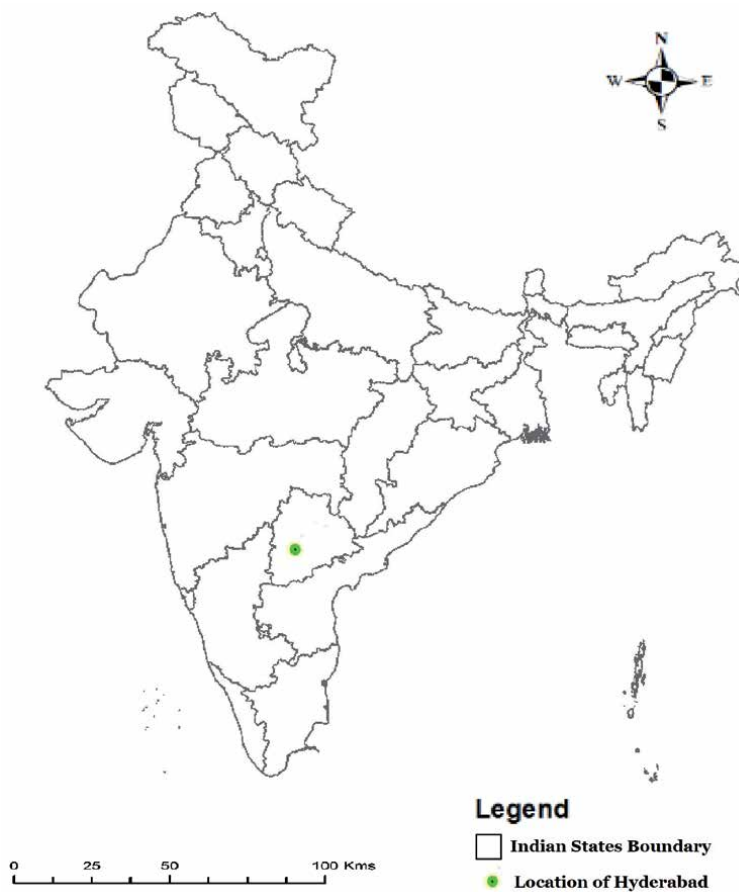 N
W E
S
Legend
Indian States Boundary
Location of Hyderabad
0 25 50 100 Kms